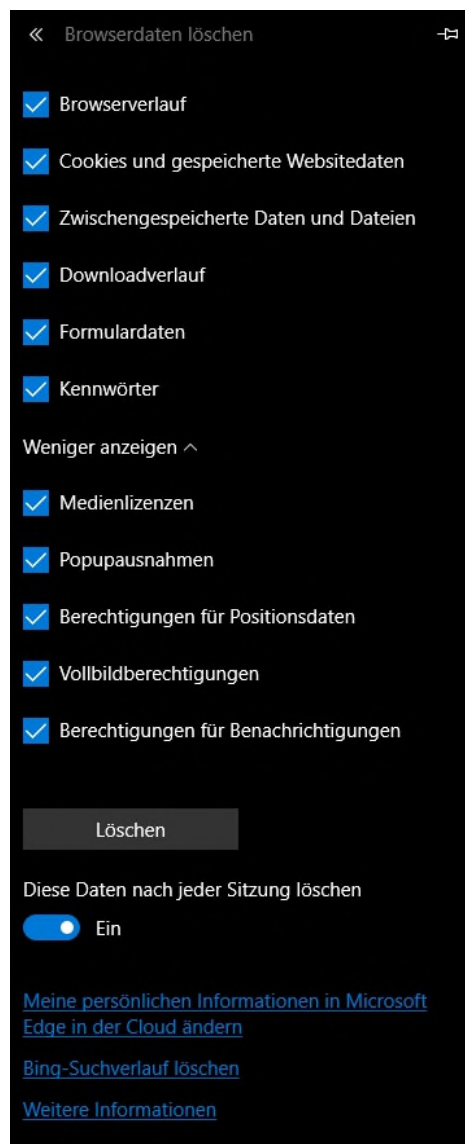 Browserdaten löschen
Browserverlauf
Cookies und gespeicherte Websitedaten
Zwischengespeicherte Daten und Dateien
Downloadverlauf
Formulardaten
Kennwörter
Weniger anzeigen
Medienlizenzen
Popupausnahmen
Berechtigungen für Positionsdaten
Vollbildberechtigungen
Berechtigungen für Benachrichtigungen
Löschen
Diese Daten nach jeder Sitzung löschen
Ein
Meine persönlichen Informationen in Microsoft
Edge in der Cloud ändern
Bing-Suchverlauf löschen
Weitere Informationen